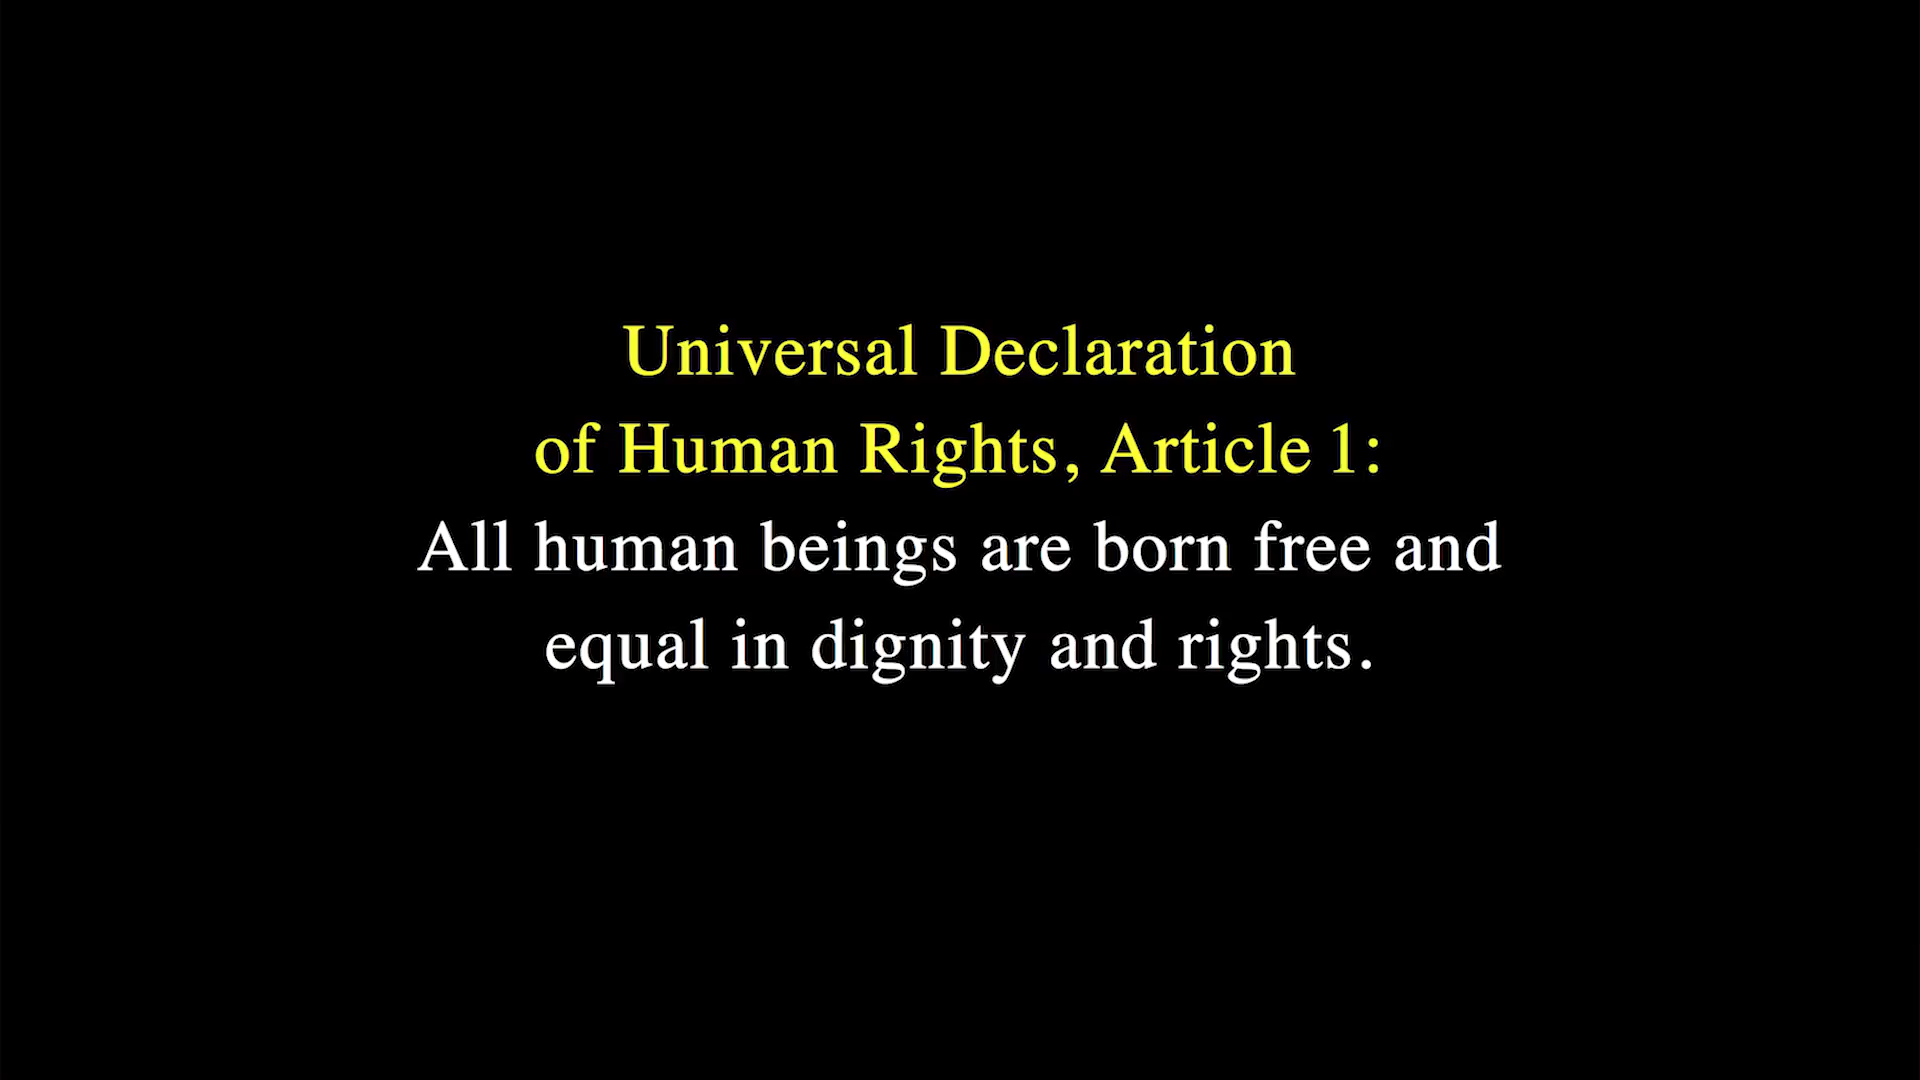 Universal Declaration
of Human Rights, Article 1:
All human beings are born free and
equal in dignity and rights.